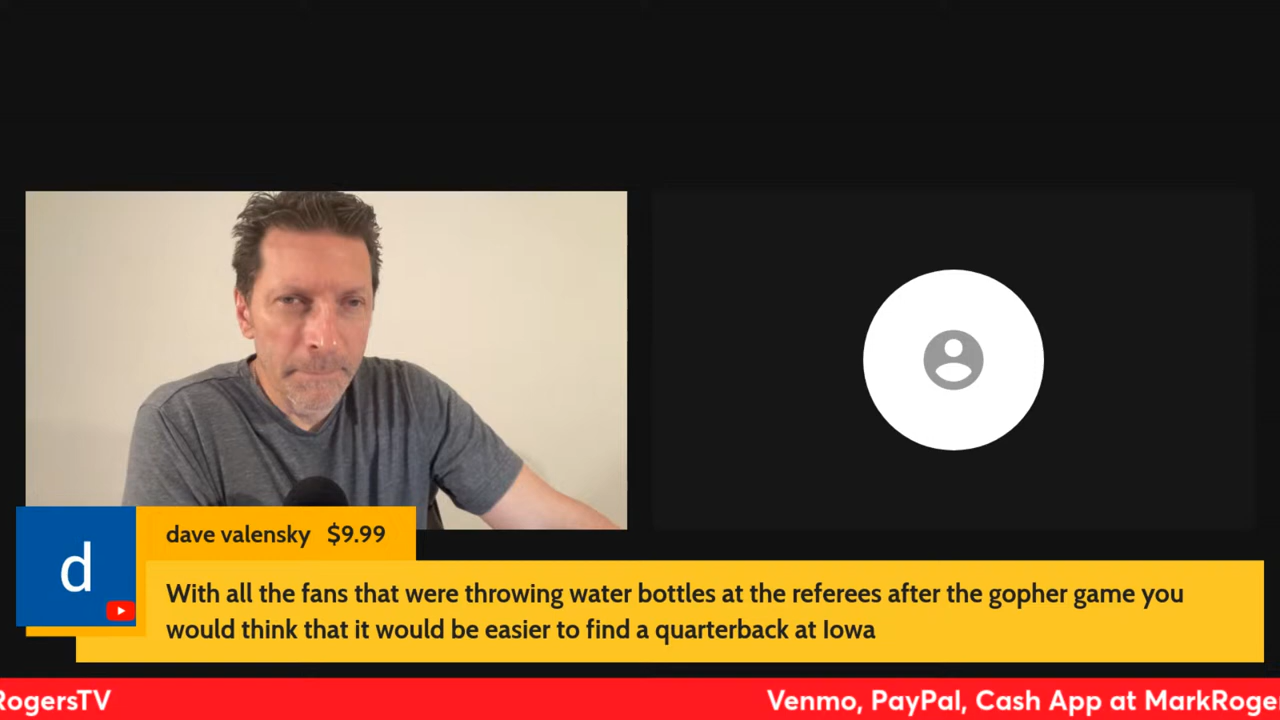 d
dave valensky $9.99
With all the fans that were throwing water bottles at the referees after the gopher game you
would think that it would be easier to find a quarterback at Iowa
RogersTV Venmo, PayPal, Cash App at MarkRoger